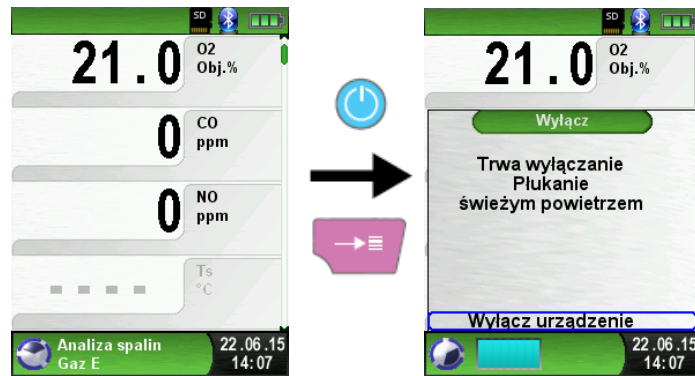 SD
21.0 O2
Obj.%
0 CO
ppm
0 NO
ppm
---- Ts
°C
Analiza spalin 22.06.15
Gaz E 14:07
SD
21.0 O2
Obj.%
Wyłącz
Trwa wyłączanie
Płukanie
świeżym powietrzem
Wyłącz urządzenie
22.06.15
14:07